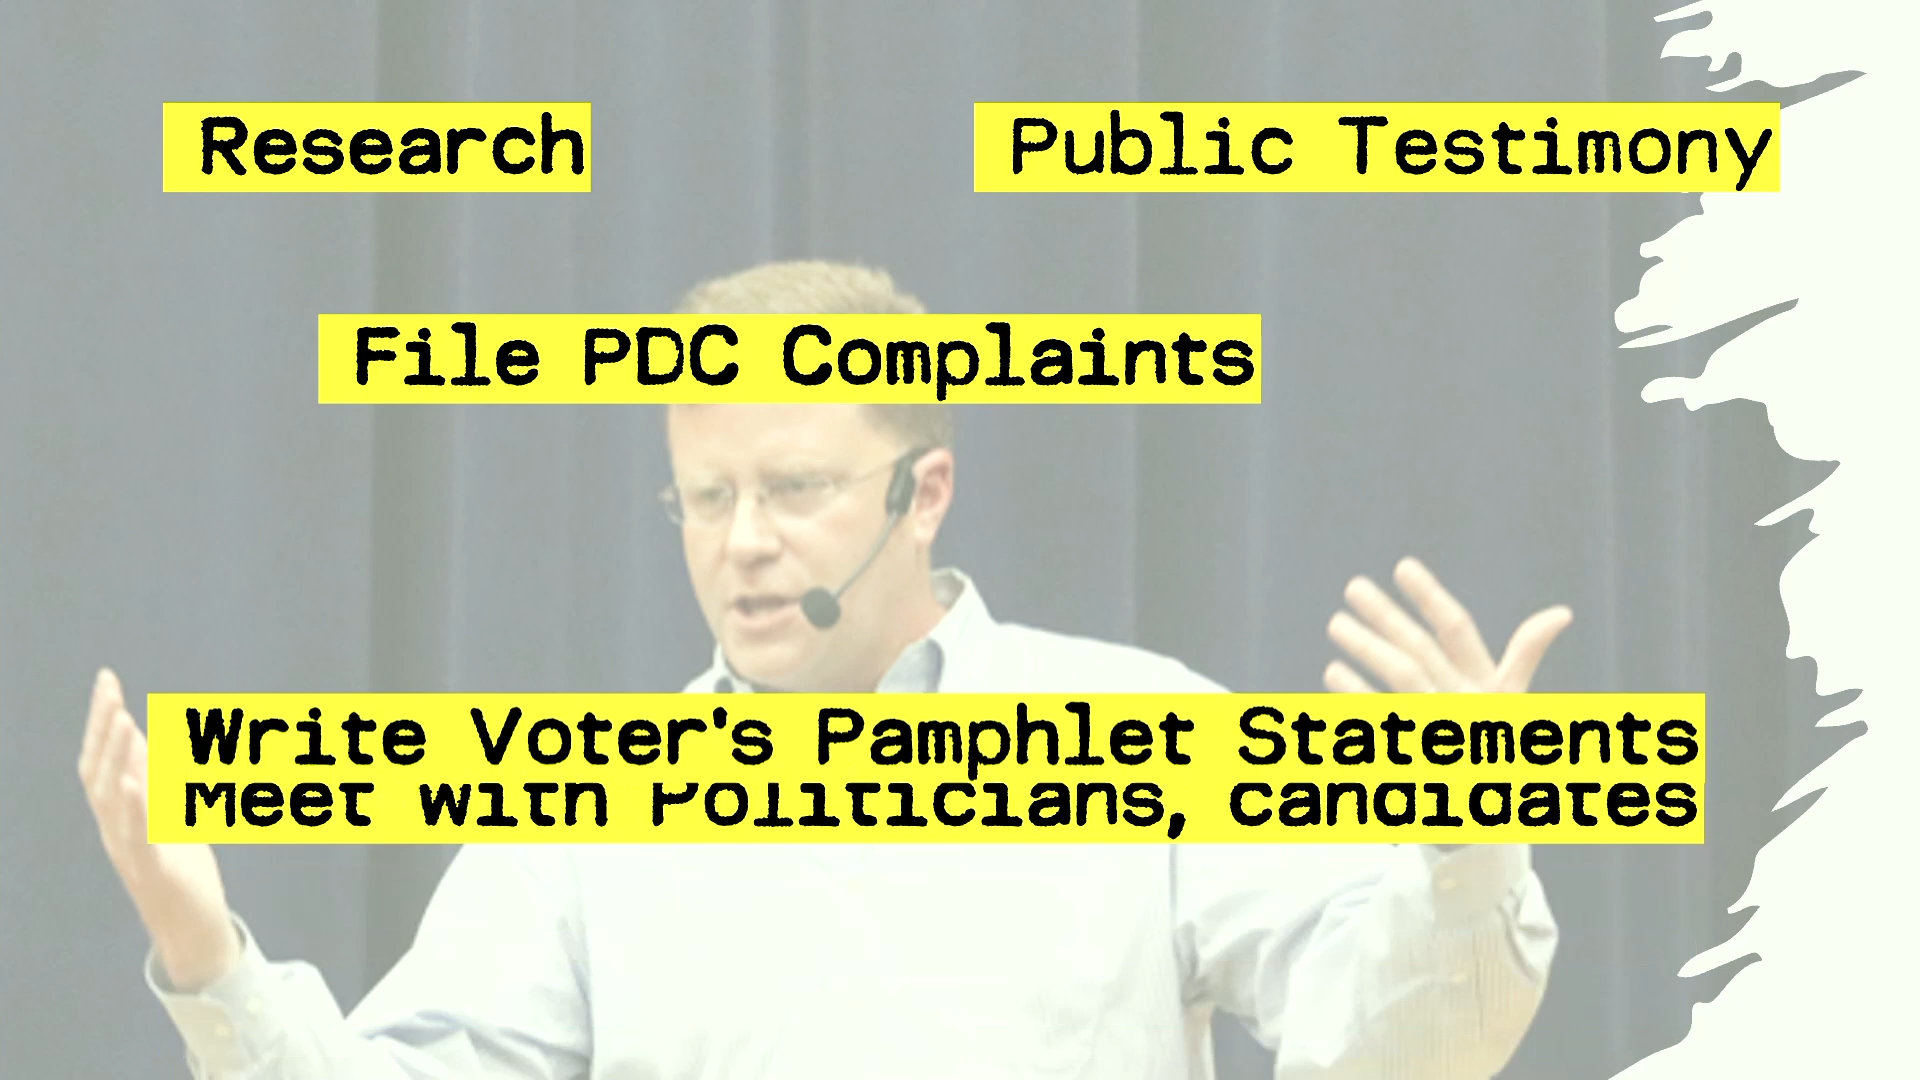 Research
Public Testimony
File PDC Complaints
Write Voter's Pamphlet Statements
Meet with Politicians, candidates